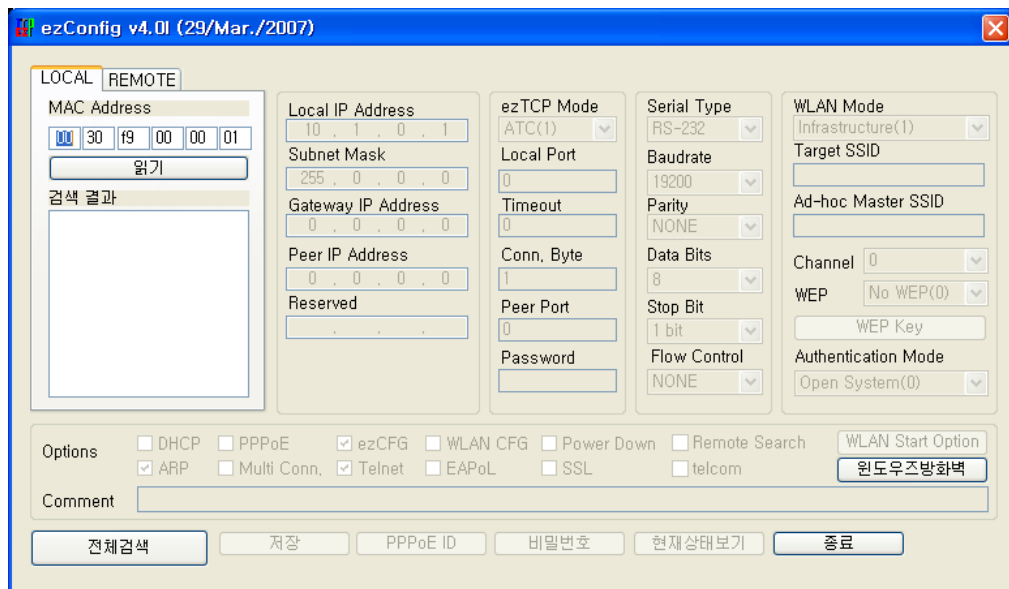 ezConfig v4.0I (29/Mar./2007)
LOCAL REMOTE
MAC Address
00 30 f9 00 00 01
읽기
검색 결과
Local IP Address
10 . 1 . 0 . 1
Subnet Mask
255 . 0 . 0 . 0
Gateway IP Address
0 . 0 . 0 . 0
Peer IP Address
0 . 0 . 0 . 0
Reserved
. . .
ezTCP Mode
ATC(1)
Local Port
0
Timeout
0
Conn. Byte
1
Peer Port
0
Password
Serial Type
RS-232
Baudrate
19200
Parity
NONE
Data Bits
8
Stop Bit
1 bit
Flow Control
NONE
WLAN Mode
Infrastructure(1)
Target SSID
Ad-hoc Master SSID
Channel 0
WEP No WEP(0)
WEP Key
Authentication Mode
Open System(0)
Options DHCP PPPoE ezCFG WLAN CFG Power Down Remote Search WLAN Start Option
ARP Multi Conn. Telnet EAPoL SSL telcom 윈도우즈방화벽
Comment
전체검색 저장 PPPoE ID 비밀번호 현재상태보기 종료